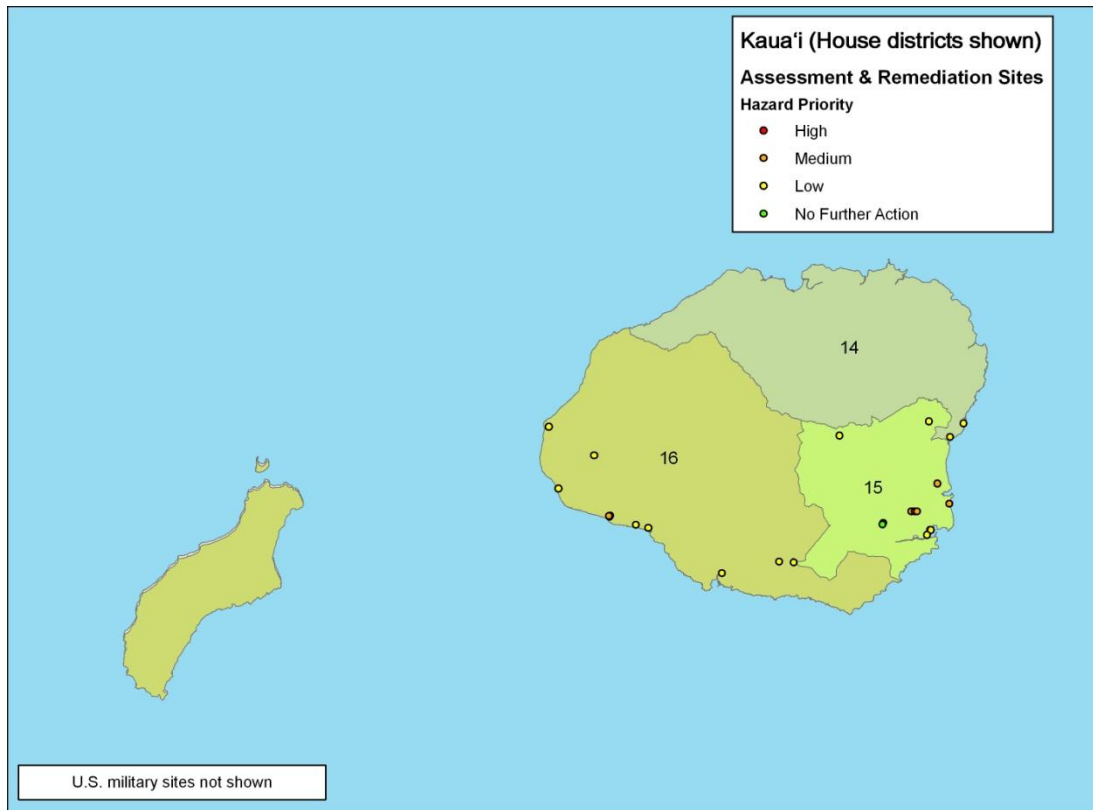 Kaua‘i (House districts shown)
Assessment & Remediation Sites
Hazard Priority
High
Medium
Low
No Further Action
14
16
15
U.S. military sites not shown